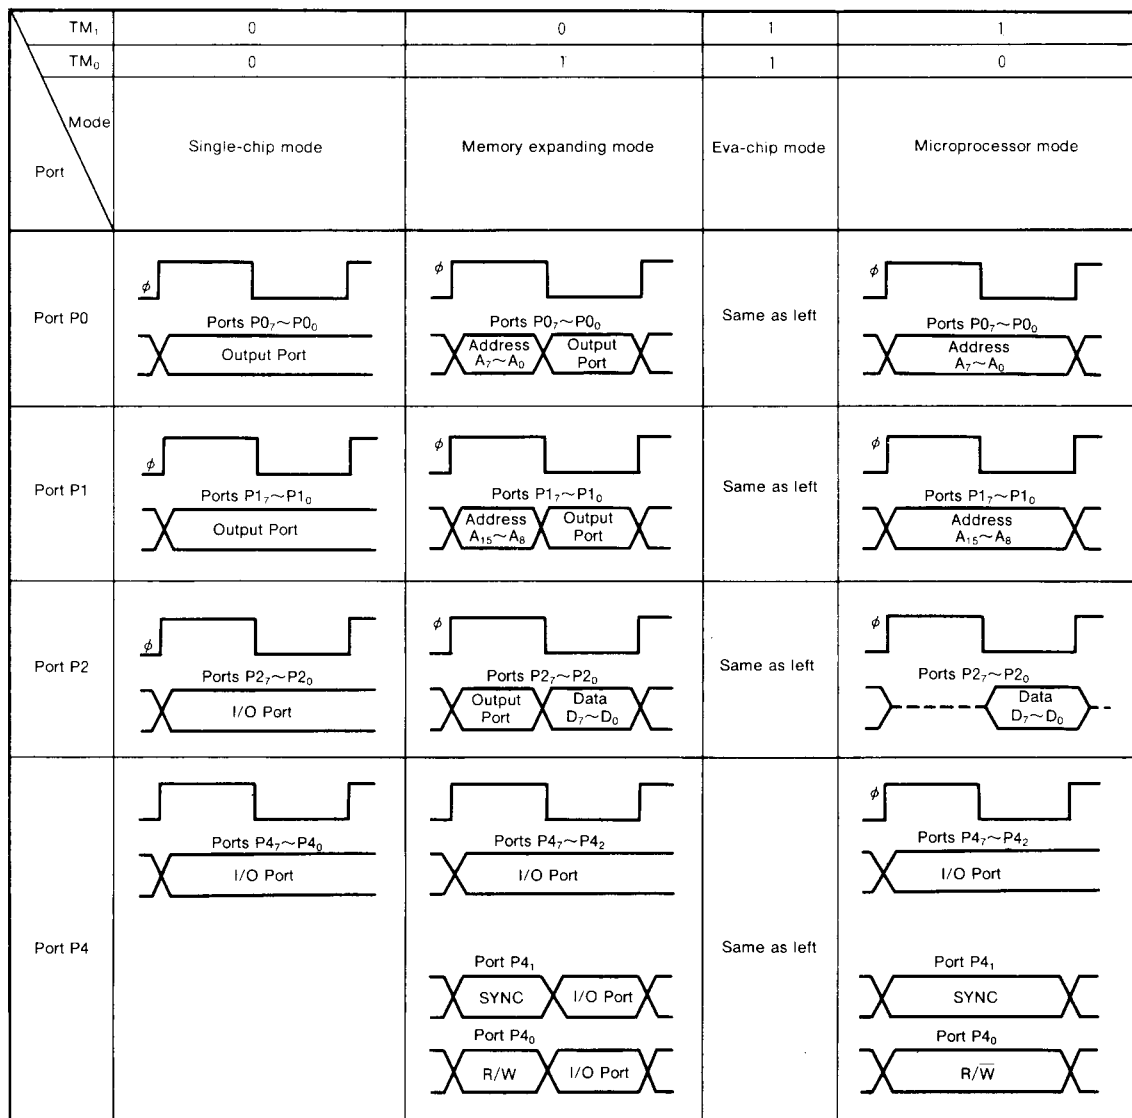 TM₁ 0 0 1 1
TM₀ 0 1 1 0
Mode
Port
Single-chip mode
Memory expanding mode
Eva-chip mode
Microprocessor mode
Port P0
ϕ
Ports P0₇~P0₀
Output Port
ϕ
Ports P0₇~P0₀
Address
A₇~A₀
Output
Port
Same as left
ϕ
Ports P0₇~P0₀
Address
A₇~A₀
Port P1
ϕ
Ports P1₇~P1₀
Output Port
ϕ
Ports P1₇~P1₀
Address
A₁₅~A₈
Output
Port
Same as left
ϕ
Ports P1₇~P1₀
Address
A₁₅~A₈
Port P2
ϕ
Ports P2₇~P2₀
I/O Port
ϕ
Ports P2₇~P2₀
Output
Port
Data
D₇~D₀
Same as left
ϕ
Ports P2₇~P2₀
Data
D₇~D₀
Port P4
Ports P4₇~P4₀
I/O Port
Ports P4₇~P4₂
I/O Port
Port P4₁
SYNC
I/O Port
Port P4₀
R/W
I/O Port
Same as left
ϕ
Ports P4₇~P4₂
I/O Port
Port P4₁
SYNC
Port P4₀
R/W̅